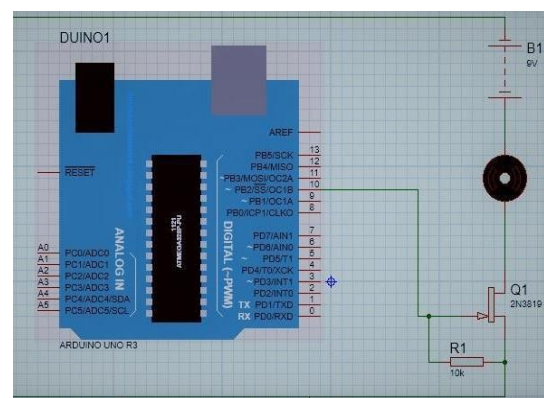 DUINO1
B1
9V
AREF
RESET
PB5/SCK 13
PB4/MISO 12
~PB3/MOSI/OC2A 11
~ PB2/SS/OC1B 10
~ PB1/OC1A 9
PB0/ICP1/CLKO 8
1121
ATMEGA328P-PU
ANALOG IN
DIGITAL (~PWM)
PD7/AIN1 7
~PD6/AIN0 6
~PD5/T1 5
PD4/T0/XCK 4
~PD3/INT1 3
PD2/INT0 2
TX PD1/TXD 1
RX PD0/RXD 0
A0 PC0/ADC0
A1 PC1/ADC1
A2 PC2/ADC2
A3 PC3/ADC3
A4 PC4/ADC4/SDA
A5 PC5/ADC5/SCL
ARDUINO UNO R3
Q1
2N3819
R1
10k